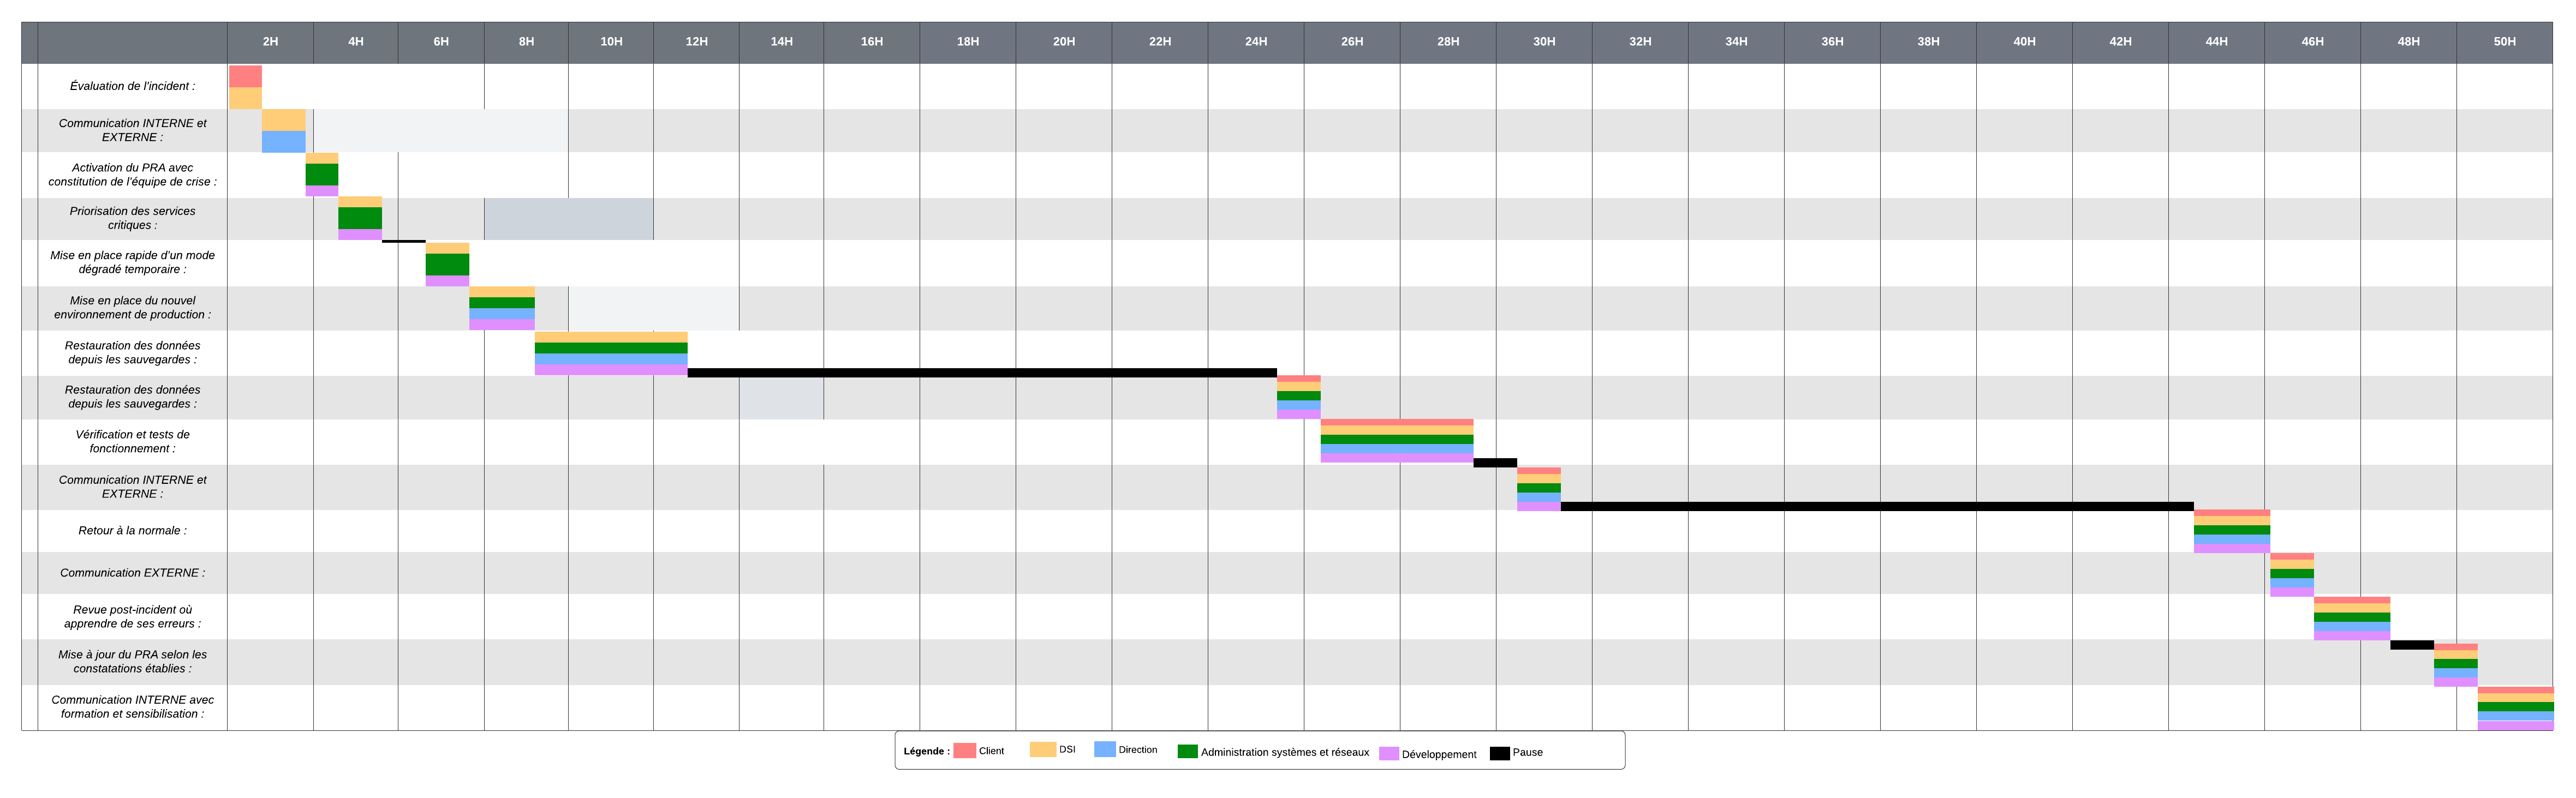 2H 4H 6H 8H 10H 12H 14H 16H 18H 20H 22H 24H 26H 28H 30H 32H 34H 36H 38H 40H 42H 44H 46H 48H 50H
Évaluation de l’incident :
Communication INTERNE et
EXTERNE :
Activation du PRA avec
constitution de l’équipe de crise :
Priorisation des services
critiques :
Mise en place rapide d’un mode
dégradé temporaire :
Mise en place du nouvel
environnement de production :
Restauration des données
depuis les sauvegardes :
Restauration des données
depuis les sauvegardes :
Vérification et tests de
fonctionnement :
Communication INTERNE et
EXTERNE :
Retour à la normale :
Communication EXTERNE :
Revue post-incident où
apprendre de ses erreurs :
Mise à jour du PRA selon les
constatations établies :
Communication INTERNE avec
formation et sensibilisation :
Légende : Client DSI Direction Administration systèmes et réseaux Développement Pause